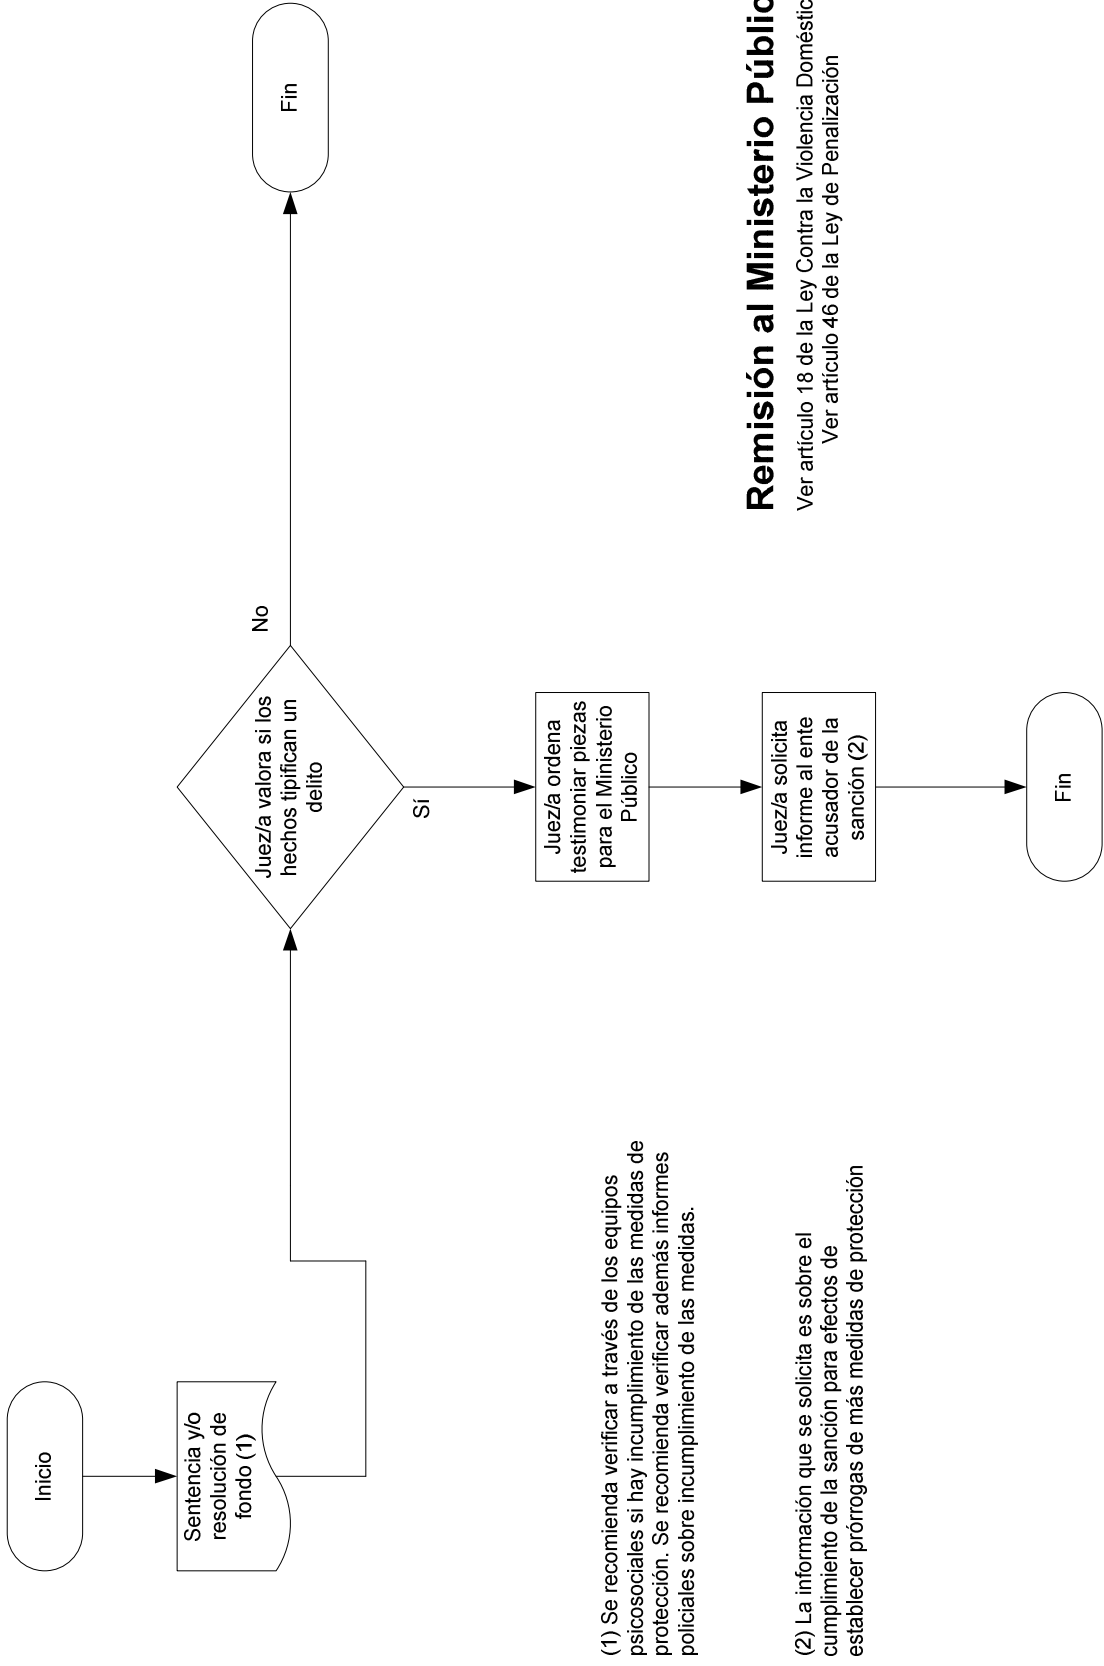 Inicio
Sentencia y/o
resolución de
fondo (1)
Juez/a valora si los
hechos tipifican un
delito
No
Fin
Sí
Juez/a ordena
testimoniar piezas
para el Ministerio
Público
Juez/a solicita
informe al ente
acusador de la
sanción (2)
Fin
(1) Se recomienda verificar a través de los equipos
psicosociales si hay incumplimiento de las medidas de
protección. Se recomienda verificar además informes
policiales sobre incumplimiento de las medidas.
(2) La información que se solicita es sobre el
cumplimiento de la sanción para efectos de
establecer prórrogas de más medidas de protección
Remisión al Ministerio Públic
Ver artículo 18 de la Ley Contra la Violencia Doméstic
Ver artículo 46 de la Ley de Penalización